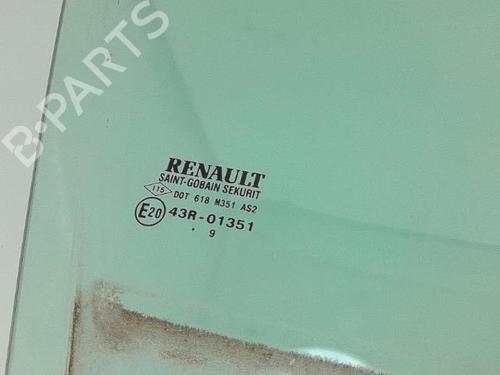 B-PARTS
RENAULT
SAINT-GOBAIN SEKURIT
115 DOT 618 M351 AS2
E20 43R-01351
. 9